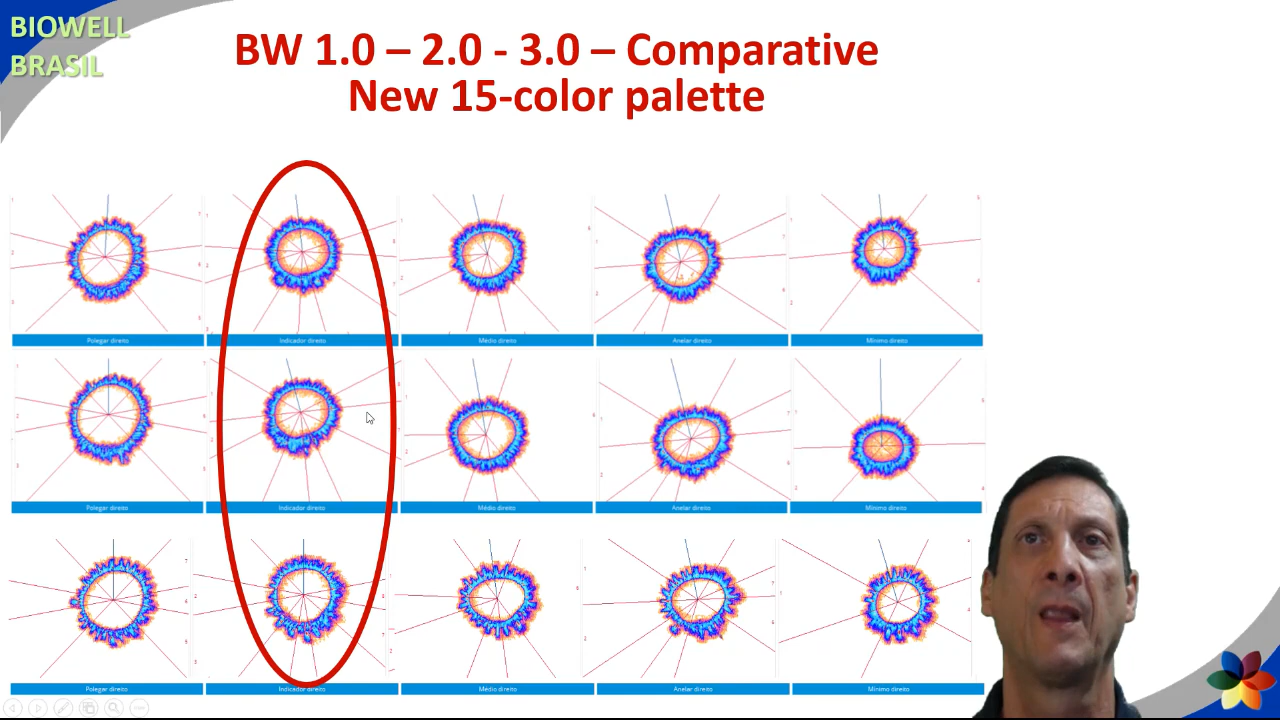 BIOWELL
BRASIL
BW 1.0 – 2.0 - 3.0 – Comparative
New 15-color palette
Polegar direito
Indicador direito
Médio direito
Anelar direito
Mínimo direito
Polegar direito
Indicador direito
Médio direito
Anelar direito
Mínimo direito
Polegar direito
Indicador direito
Médio direito
Anelar direito
Mínimo direito